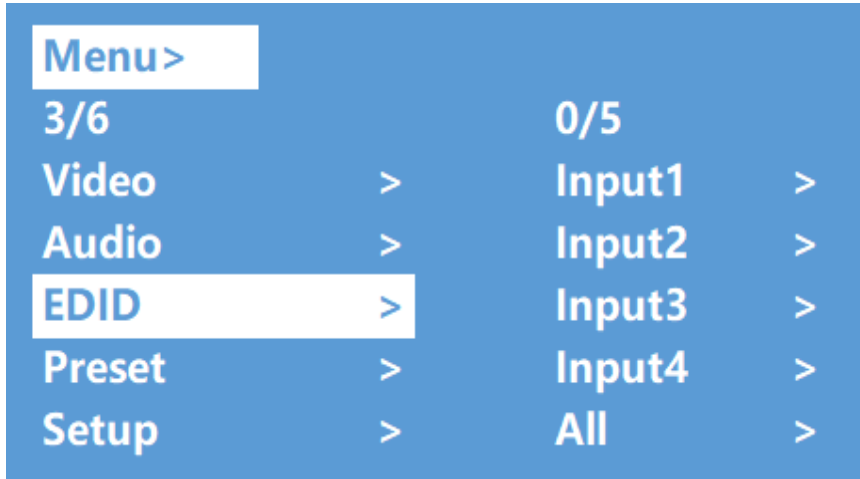 Menu>
3/6 0/5
Video > Input1 >
Audio > Input2 >
EDID > Input3 >
Preset > Input4 >
Setup > All >